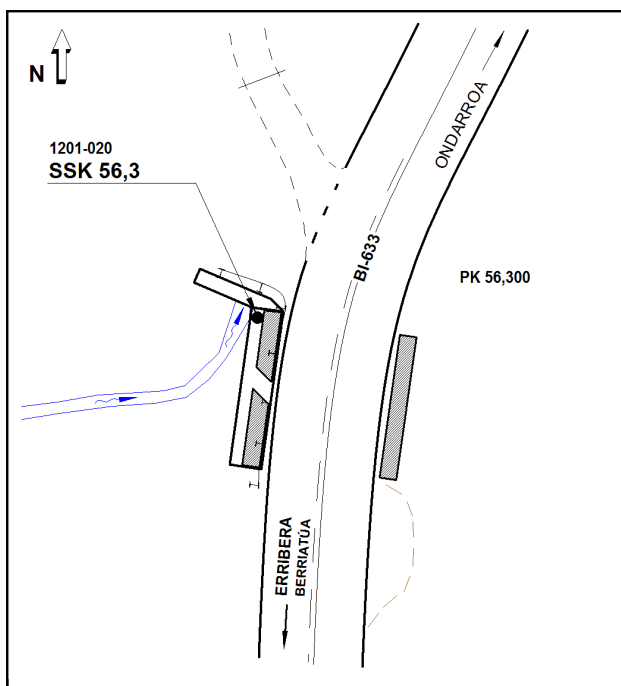 N
1201-020
SSK 56,3
ONDARROA
BI-633
PK 56,300
ERRIBERA
BERRIATÚA